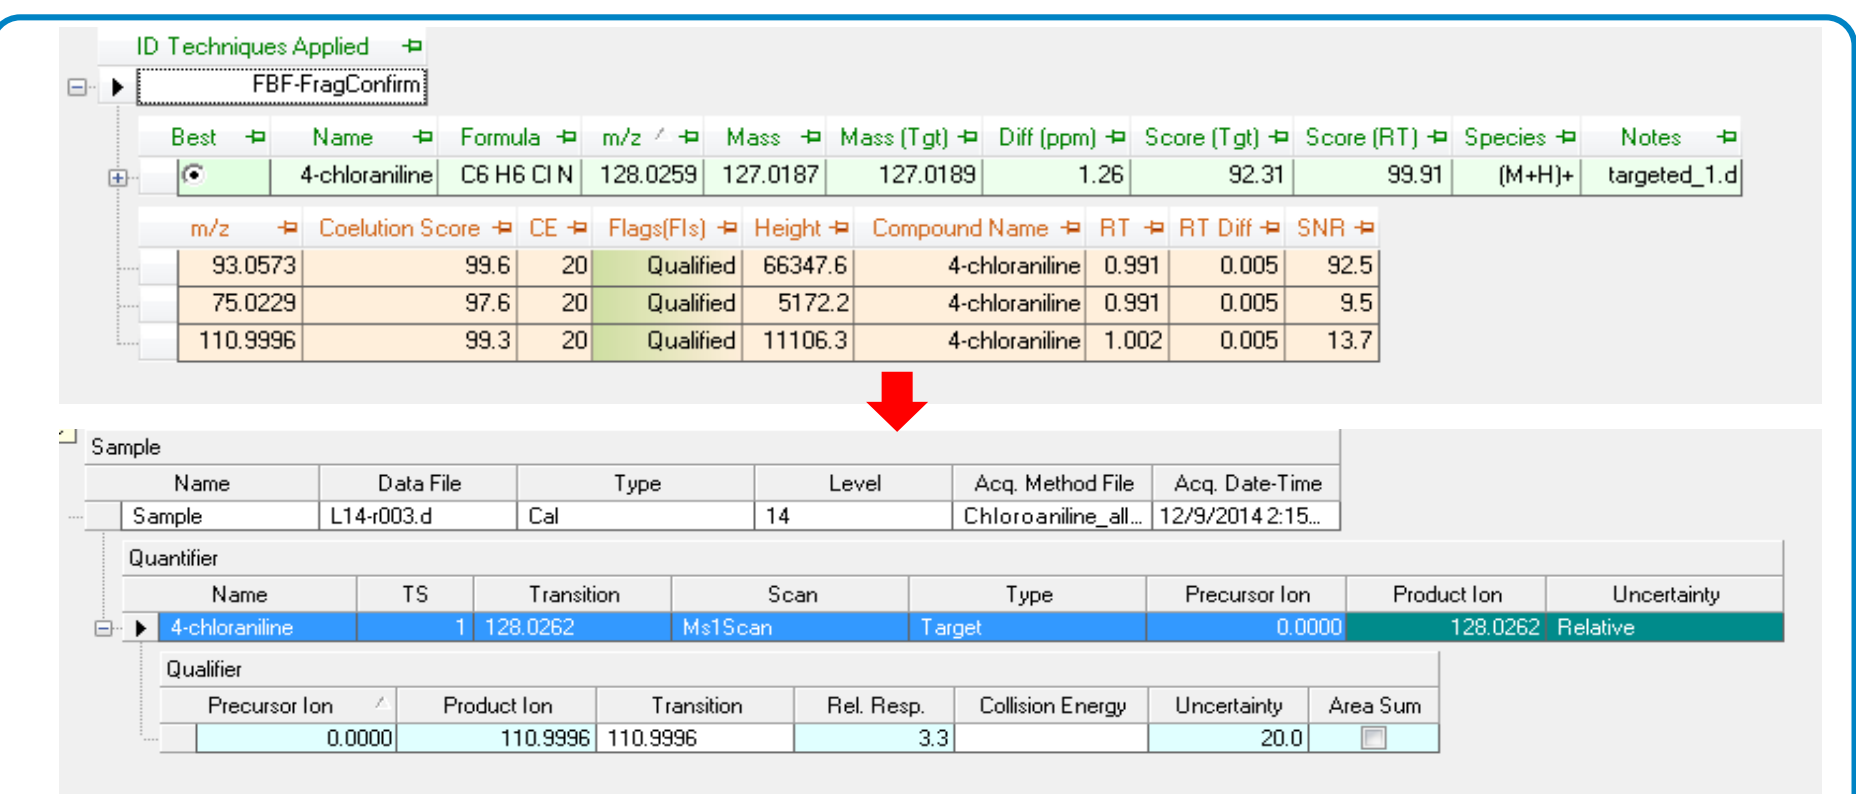 ID Techniques Applied
FBF-FragConfirm
Best Name Formula m/z Mass Mass (Tgt) Diff (ppm) Score (Tgt) Score (RT) Species Notes
4-chloraniline C6 H6 Cl N 128.0259 127.0187 127.0189 1.26 92.31 99.91 (M+H)+ targeted_1.d
m/z Coelution Score CE Flags(FIs) Height Compound Name RT RT Diff SNR
93.0573 99.6 20 Qualified 66347.6 4-chloraniline 0.991 0.005 92.5
75.0229 97.6 20 Qualified 5172.2 4-chloraniline 0.991 0.005 9.5
110.9996 99.3 20 Qualified 11106.3 4-chloraniline 1.002 0.005 13.7
Sample
Name Data File Type Level Acq. Method File Acq. Date-Time
Sample L14-r003.d Cal 14 Chloroaniline_all... 12/9/2014 2:15...
Quantifier
Name TS Transition Scan Type Precursor Ion Product Ion Uncertainty
4-chloraniline 1 128.0262 Ms1Scan Target 0.0000 128.0262 Relative
Qualifier
Precursor Ion Product Ion Transition Rel. Resp. Collision Energy Uncertainty Area Sum
0.0000 110.9996 110.9996 3.3 20.0